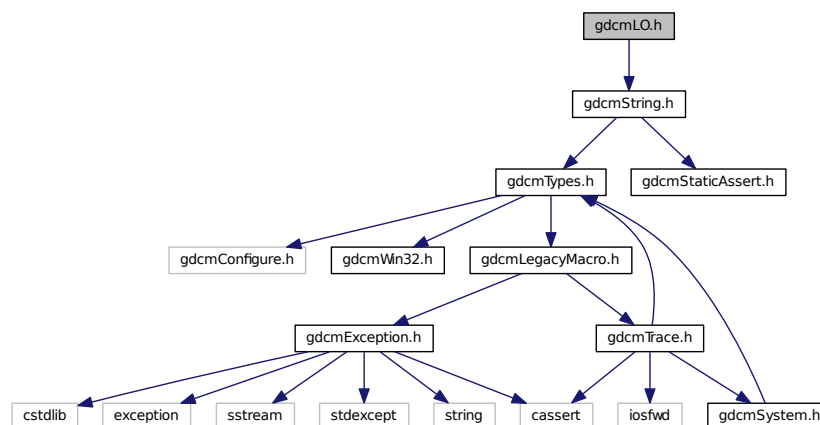 gdcmLO.h
gdcmString.h
gdcmTypes.h
gdcmStaticAssert.h
gdcmConfigure.h
gdcmWin32.h
gdcmLegacyMacro.h
gdcmException.h
gdcmTrace.h
cstdlib
exception
sstream
stdexcept
string
cassert
iosfwd
gdcmSystem.h